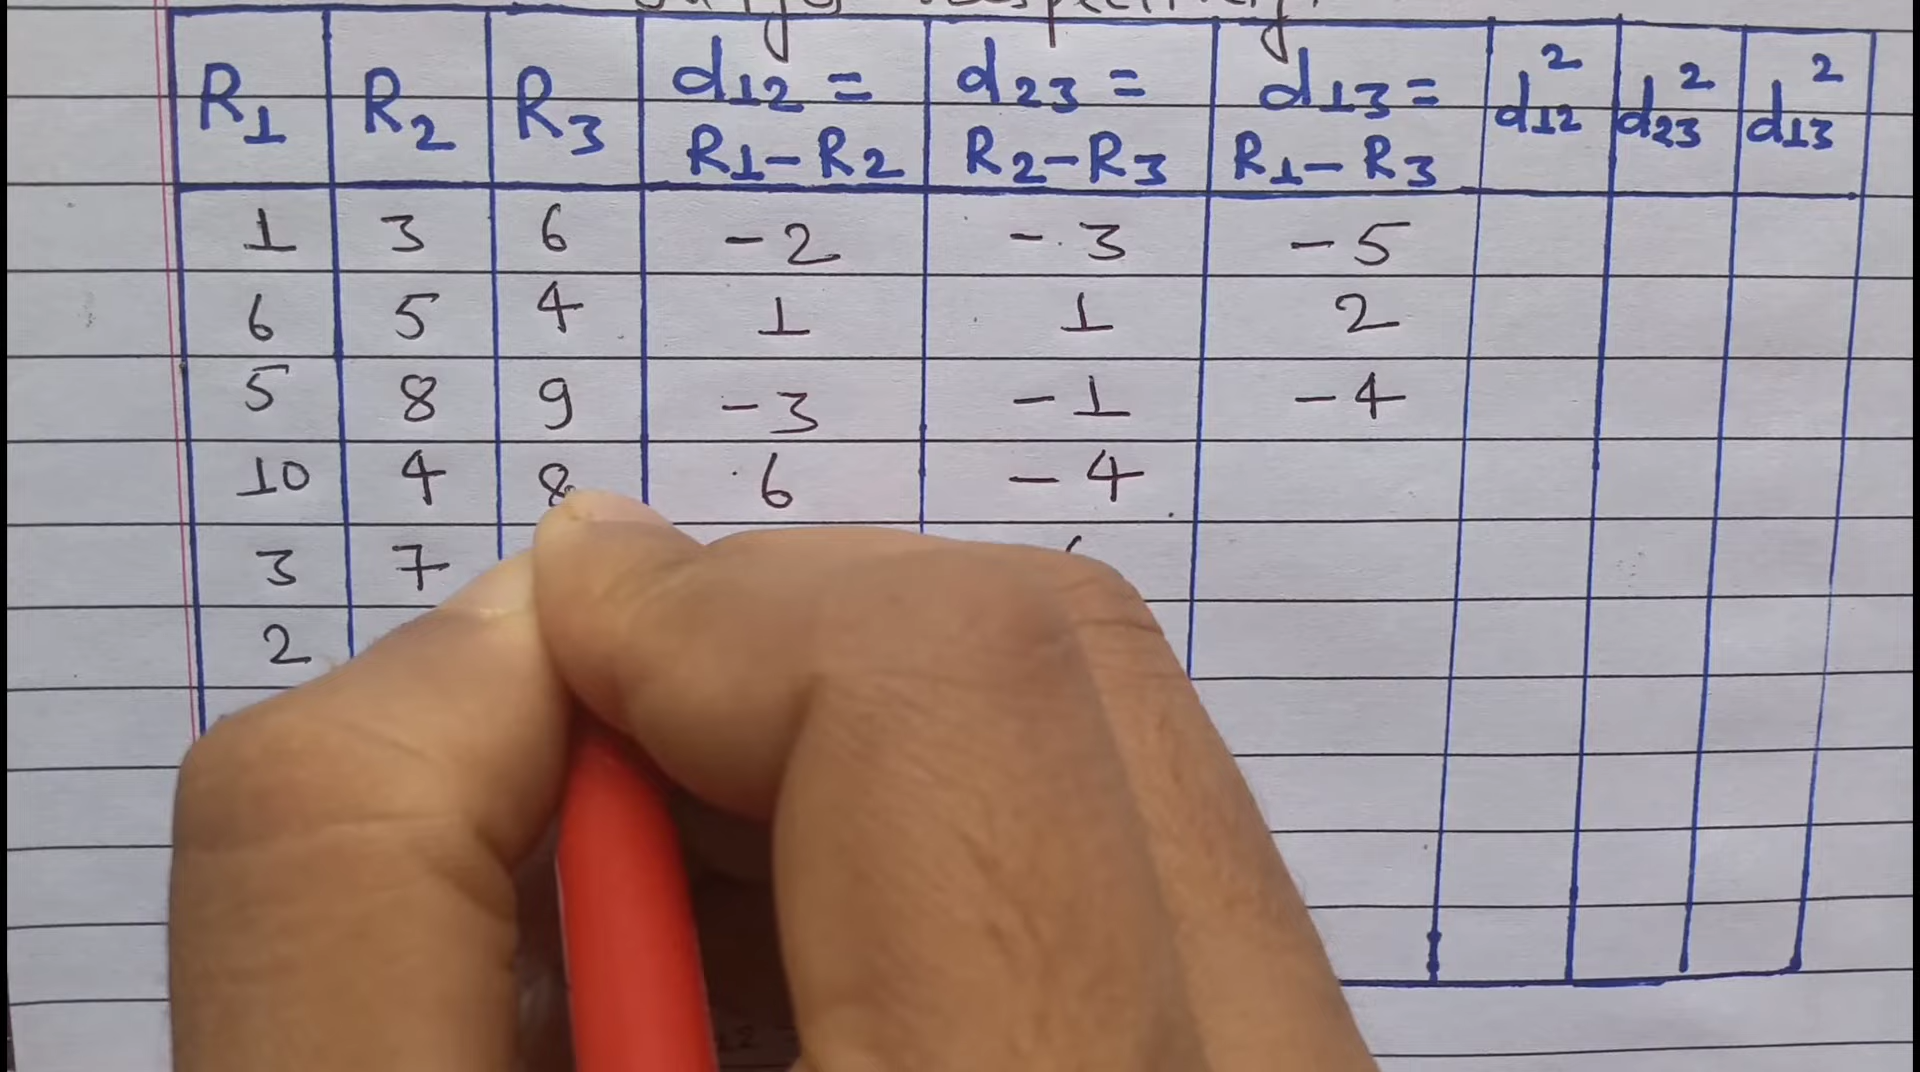 R1 R2 R3 d12 = R1-R2 d23 = R2-R3 d13 = R1-R3 d12² d23² d13²
1 3 6 -2 -3 -5
6 5 4 1 1 2
5 8 9 -3 -1 -4
10 4 8 6 -4
3 7
2